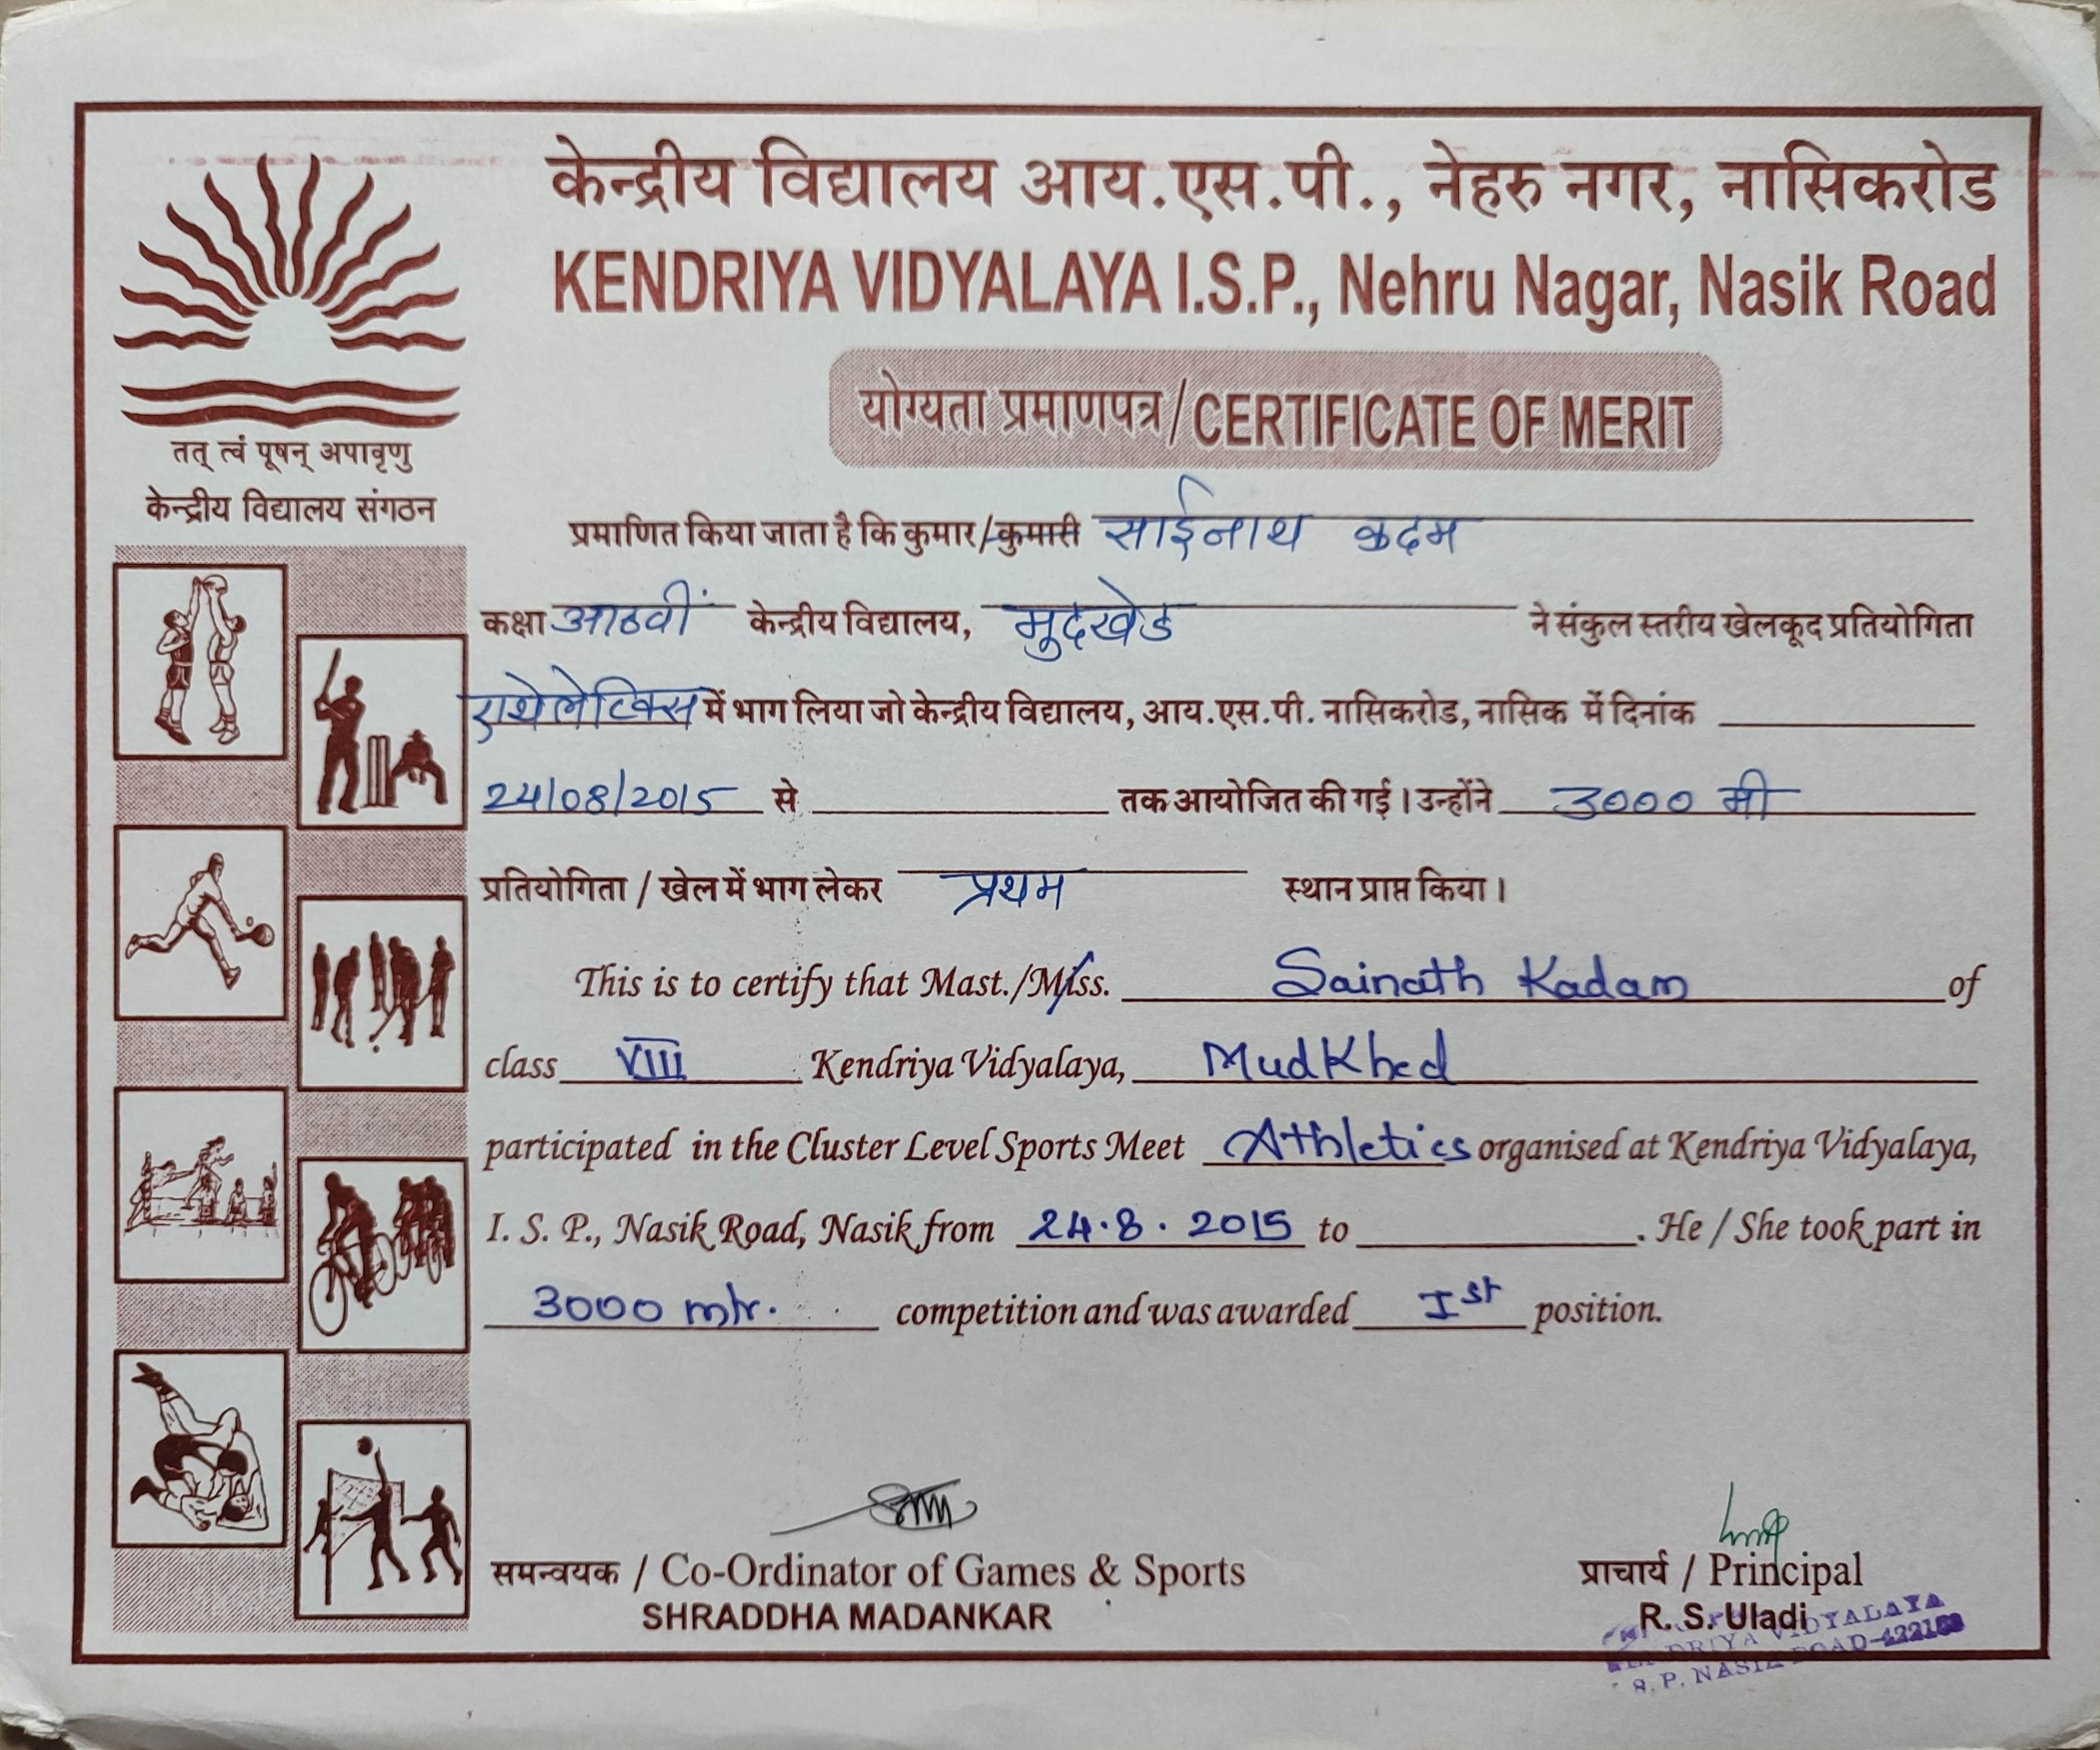 केन्द्रीय विद्यालय आय.एस.पी., नेहरु नगर, नासिकरोड
KENDRIYA VIDYALAYA I.S.P., Nehru Nagar, Nasik Road
योग्यता प्रमाणपत्र/CERTIFICATE OF MERIT
तत् त्वं पूषन् अपावृणु
केन्द्रीय विद्यालय संगठन
प्रमाणित किया जाता है कि कुमार/कुमारी साईनाथ कदम
कक्षा आठवीं केन्द्रीय विद्यालय, मुदखेड ने संकुल स्तरीय खेलकूद प्रतियोगिता
एथेलेटिक्स में भाग लिया जो केन्द्रीय विद्यालय, आय.एस.पी. नासिकरोड, नासिक में दिनांक
24/08/2015 से तक आयोजित की गई। उन्होंने 3000 मी
प्रतियोगिता / खेल में भाग लेकर प्रथम स्थान प्राप्त किया।
This is to certify that Mast./Miss. Sainath Kadam of
class VIII Kendriya Vidyalaya, Mudkhed
participated in the Cluster Level Sports Meet Athletics organised at Kendriya Vidyalaya,
I. S. P., Nasik Road, Nasik from 24.8.2015 to . He / She took part in
3000 mtr. competition and was awarded Ist position.
समन्वयक / Co-Ordinator of Games & Sports
SHRADDHA MADANKAR
प्राचार्य / Principal
R. S. Uladi
VIDYALAYA
S.P. NASIK ROAD